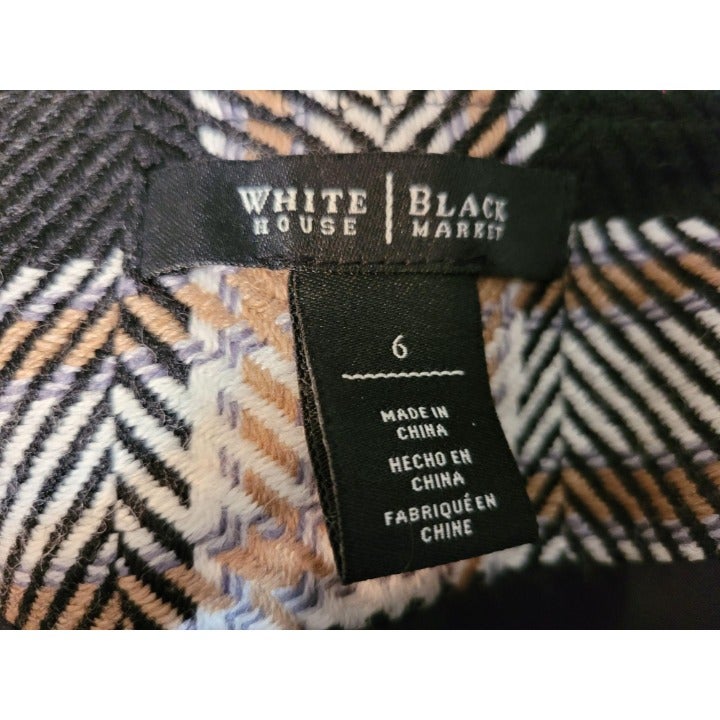 WHITE | BLACK
HOUSE | MARKET
6
MADE IN
CHINA
HECHO EN
CHINA
FABRIQUÉ EN
CHINE